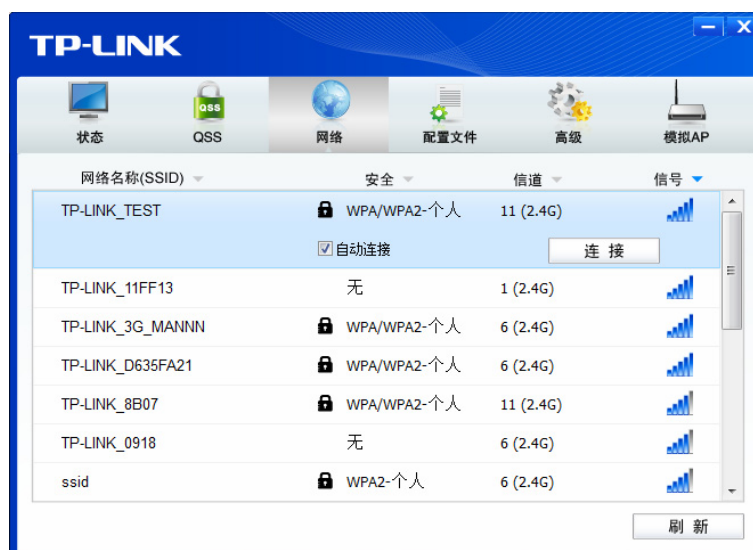 TP-LINK
QSS
状态 QSS 网络 配置文件 高级 模拟AP
网络名称(SSID) 安全 信道 信号
TP-LINK_TEST WPA/WPA2-个人 11 (2.4G)
自动连接 连 接
TP-LINK_11FF13 无 1 (2.4G)
TP-LINK_3G_MANNN WPA/WPA2-个人 6 (2.4G)
TP-LINK_D635FA21 WPA/WPA2-个人 6 (2.4G)
TP-LINK_8B07 WPA/WPA2-个人 11 (2.4G)
TP-LINK_0918 无 6 (2.4G)
ssid WPA2-个人 6 (2.4G)
刷 新